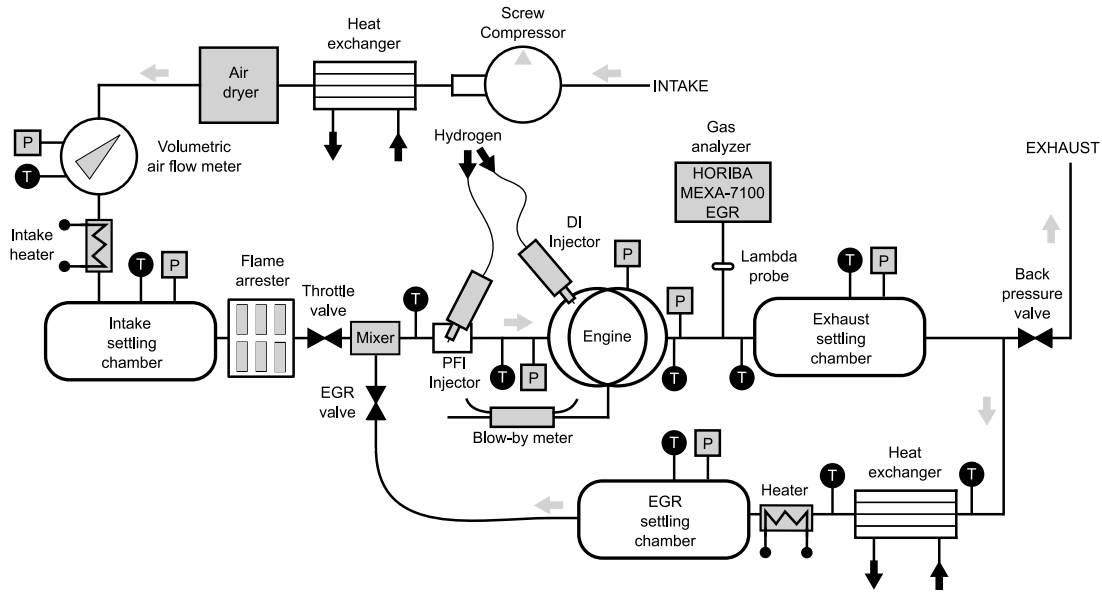 Screw
Compressor
Heat
exchanger
Air
dryer
INTAKE
Hydrogen
Gas
analyzer
EXHAUST
P
T
Volumetric
air flow meter
HORIBA
MEXA-7100
EGR
DI
Injector
Intake
heater
T
P
Flame
arrester
Throttle
valve
T
P
Lambda
probe
T
P
Back
pressure
valve
P
Intake
settling
chamber
Mixer
Engine
Exhaust
settling
chamber
PFI
Injector
T
P
T
T
EGR
valve
Blow-by meter
T
P
Heater
T
Heat
exchanger
T
EGR
settling
chamber